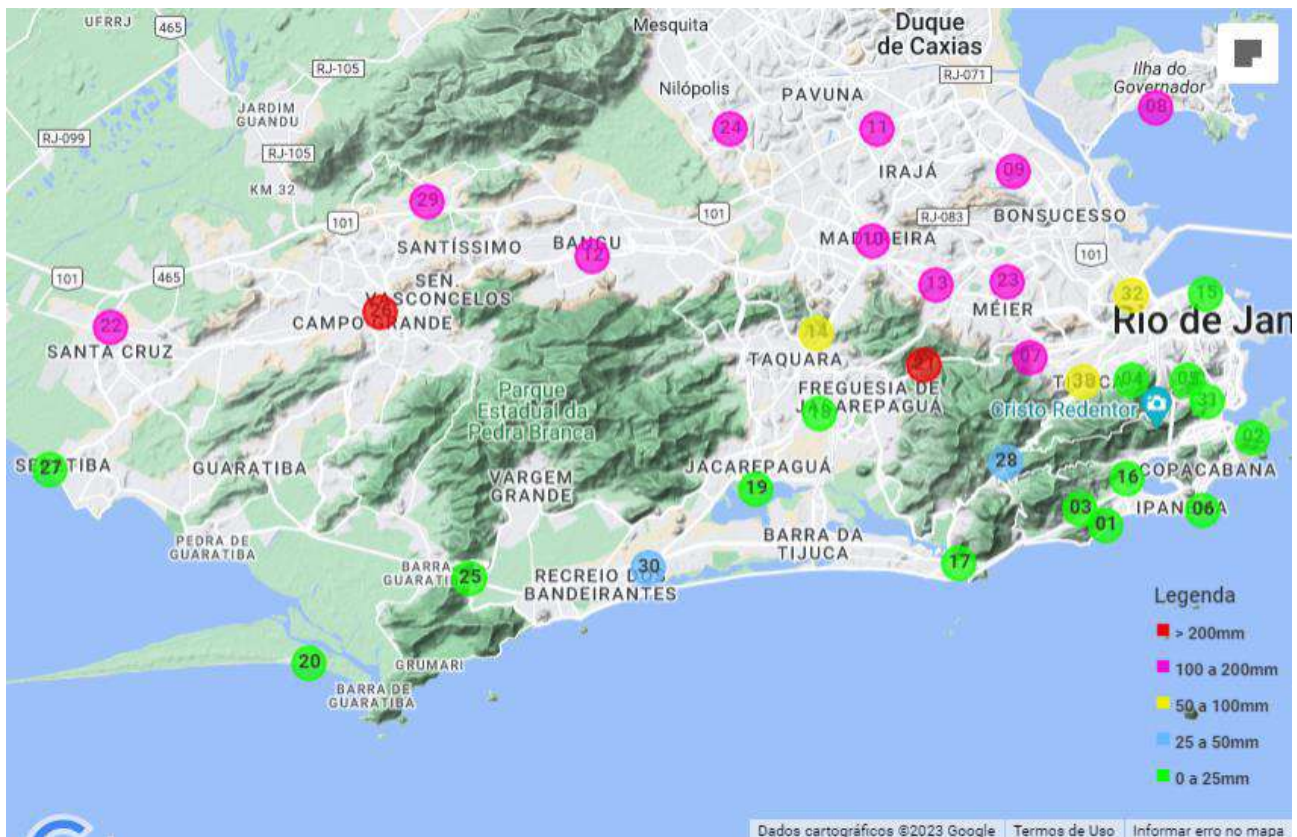 UFRRJ
465
Mesquita
Duque
de Caxias
RJ-105
RJ-071
Ilha do
Governador
Nilópolis
PAVUNA
08
JARDIM
GUANDU
24
11
RJ-099
RJ-105
IRAJÁ
09
KM 32
29
101
101
RJ-083
BONSUCESSO
SANTÍSSIMO
BANGU
12
MADUREIRA
10
101
101
465
SEN.
VASCONCELOS
13
23
32
15
26
MÉIER
22
CAMPO GRANDE
Rio de Jan
14
SANTA CRUZ
TAQUARA
07
21
Parque
Estadual da
Pedra Branca
FREGUESIA DE
JACAREPAGUÁ
18
TIJUCA
04
05
31
Cristo Redentor
02
SEPETIBA
27
GUARATIBA
VARGEM
GRANDE
JACAREPAGUÁ
28
COPACABANA
19
16
03
01
IPANEMA
06
PEDRA DE
GUARATIBA
BARRA DA
TIJUCA
17
BARRA
GUARATIBA
25
30
RECREIO DOS
BANDEIRANTES
Legenda
> 200mm
100 a 200mm
50 a 100mm
25 a 50mm
0 a 25mm
20
GRUMARI
BARRA DE
GUARATIBA
Dados cartográficos ©2023 Google
Termos de Uso
Informar erro no mapa